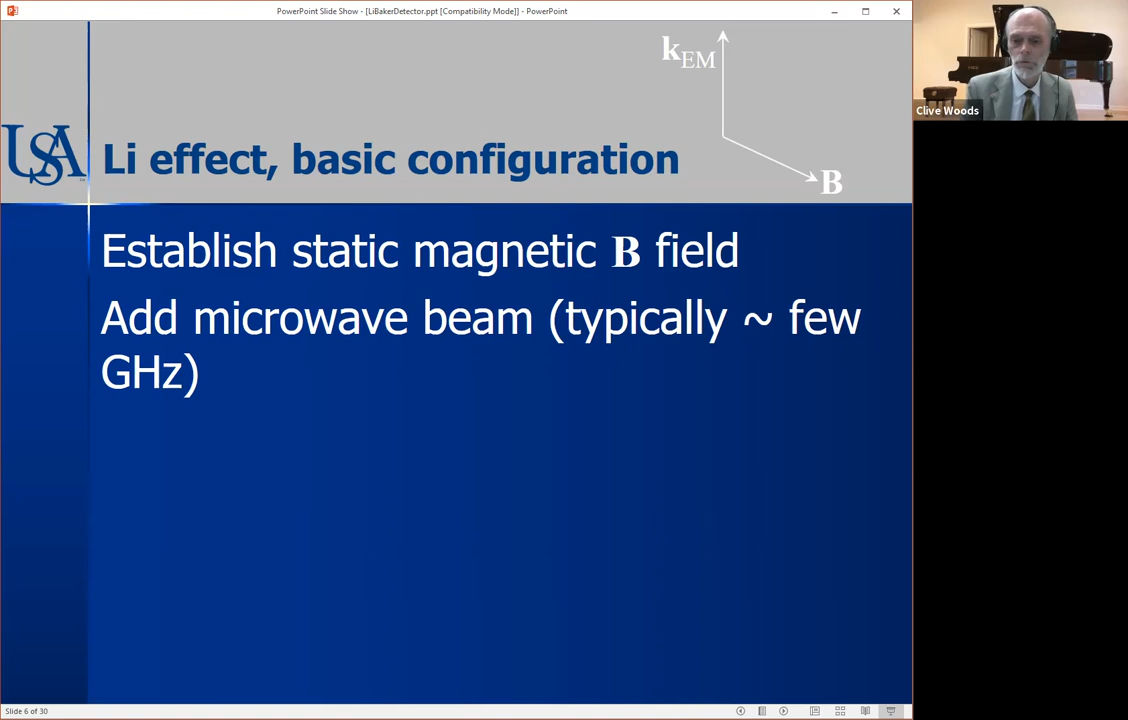 PowerPoint Slide Show - [LiBakerDetector.ppt [Compatibility Mode]] - PowerPoint
kEM
Clive Woods
USA
Li effect, basic configuration
B
Establish static magnetic B field
Add microwave beam (typically ~ few
GHz)
Slide 6 of 30